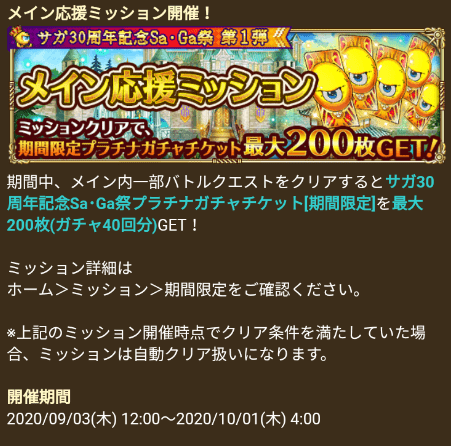 メイン応援ミッション開催！
サガ30周年記念Sa・Ga祭 第1弾
メイン応援ミッション
ミッションクリアで、
期間限定プラチナガチャチケット最大200枚GET!
期間中、メイン内一部バトルクエストをクリアするとサガ30
周年記念Sa･Ga祭プラチナガチャチケット[期間限定]を最大
200枚(ガチャ40回分)GET！
ミッション詳細は
ホーム＞ミッション＞期間限定をご確認ください。
※上記のミッション開催時点でクリア条件を満たしていた場
合、ミッションは自動クリア扱いになります。
開催期間
2020/09/03(木) 12:00～2020/10/01(木) 4:00